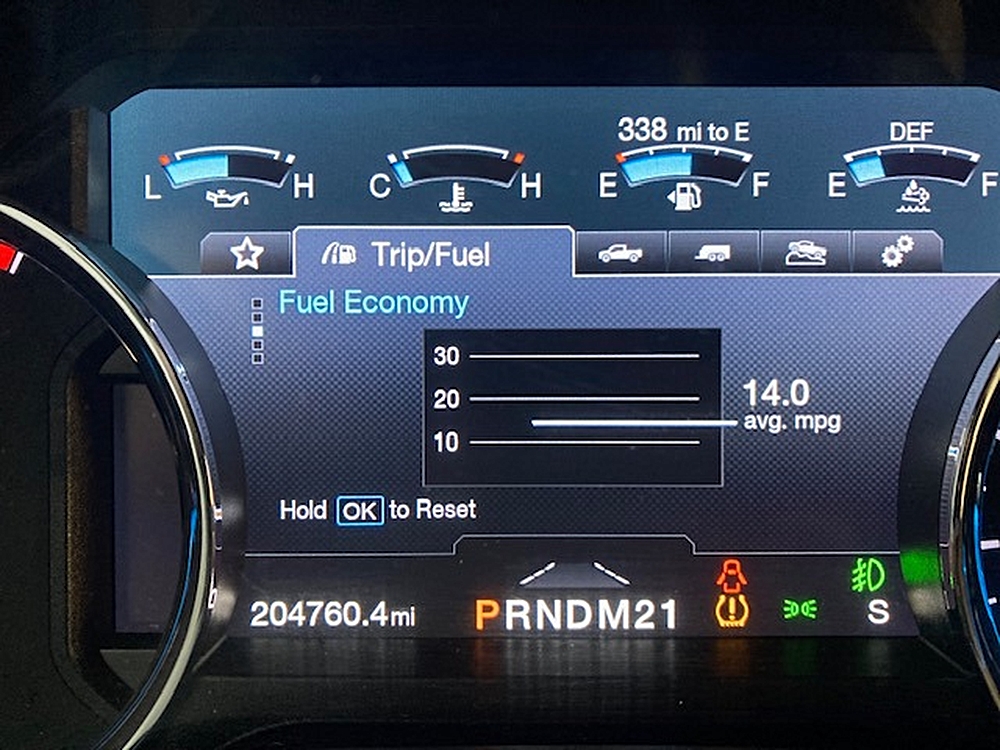 338 mi to E
DEF
L H
C H
E F
E F
Trip/Fuel
Fuel Economy
30
20
10
14.0
avg. mpg
Hold OK to Reset
204760.4mi
PRNDM21
S